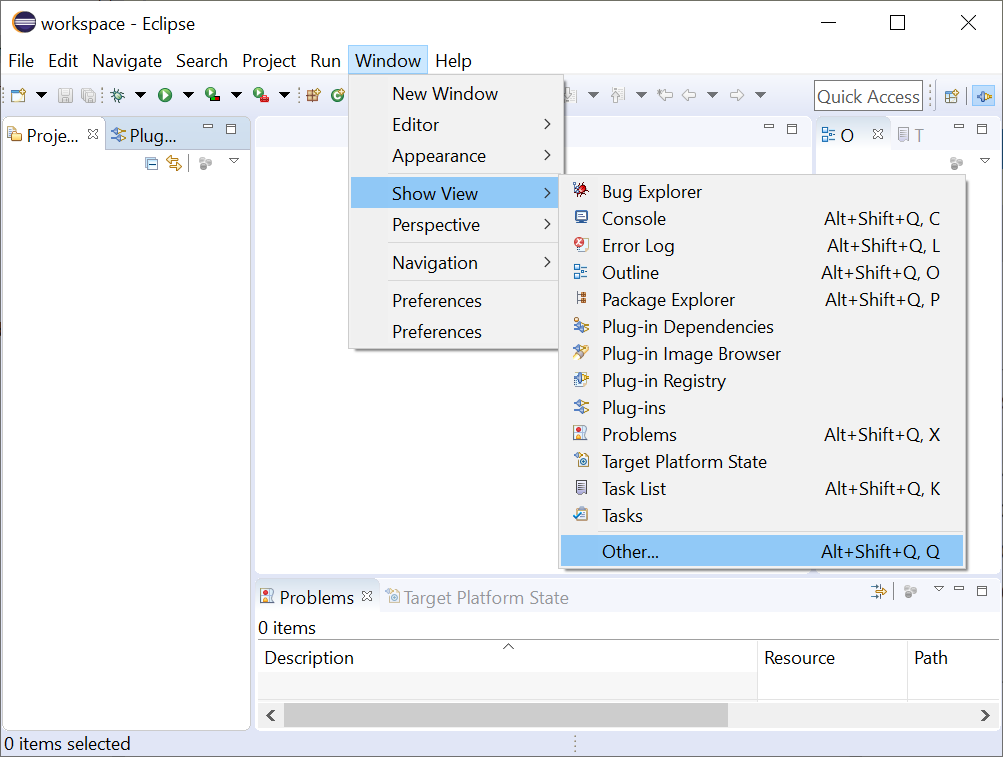 workspace - Eclipse
File Edit Navigate Search Project Run Window Help
Quick Access
Proje... Plug...
O T
New Window
Editor
Appearance
Show View
Perspective
Navigation
Preferences
Preferences
Bug Explorer
Console Alt+Shift+Q, C
Error Log Alt+Shift+Q, L
Outline Alt+Shift+Q, O
Package Explorer Alt+Shift+Q, P
Plug-in Dependencies
Plug-in Image Browser
Plug-in Registry
Plug-ins
Problems Alt+Shift+Q, X
Target Platform State
Task List Alt+Shift+Q, K
Tasks
Other... Alt+Shift+Q, Q
Problems Target Platform State
0 items
Description Resource Path
0 items selected